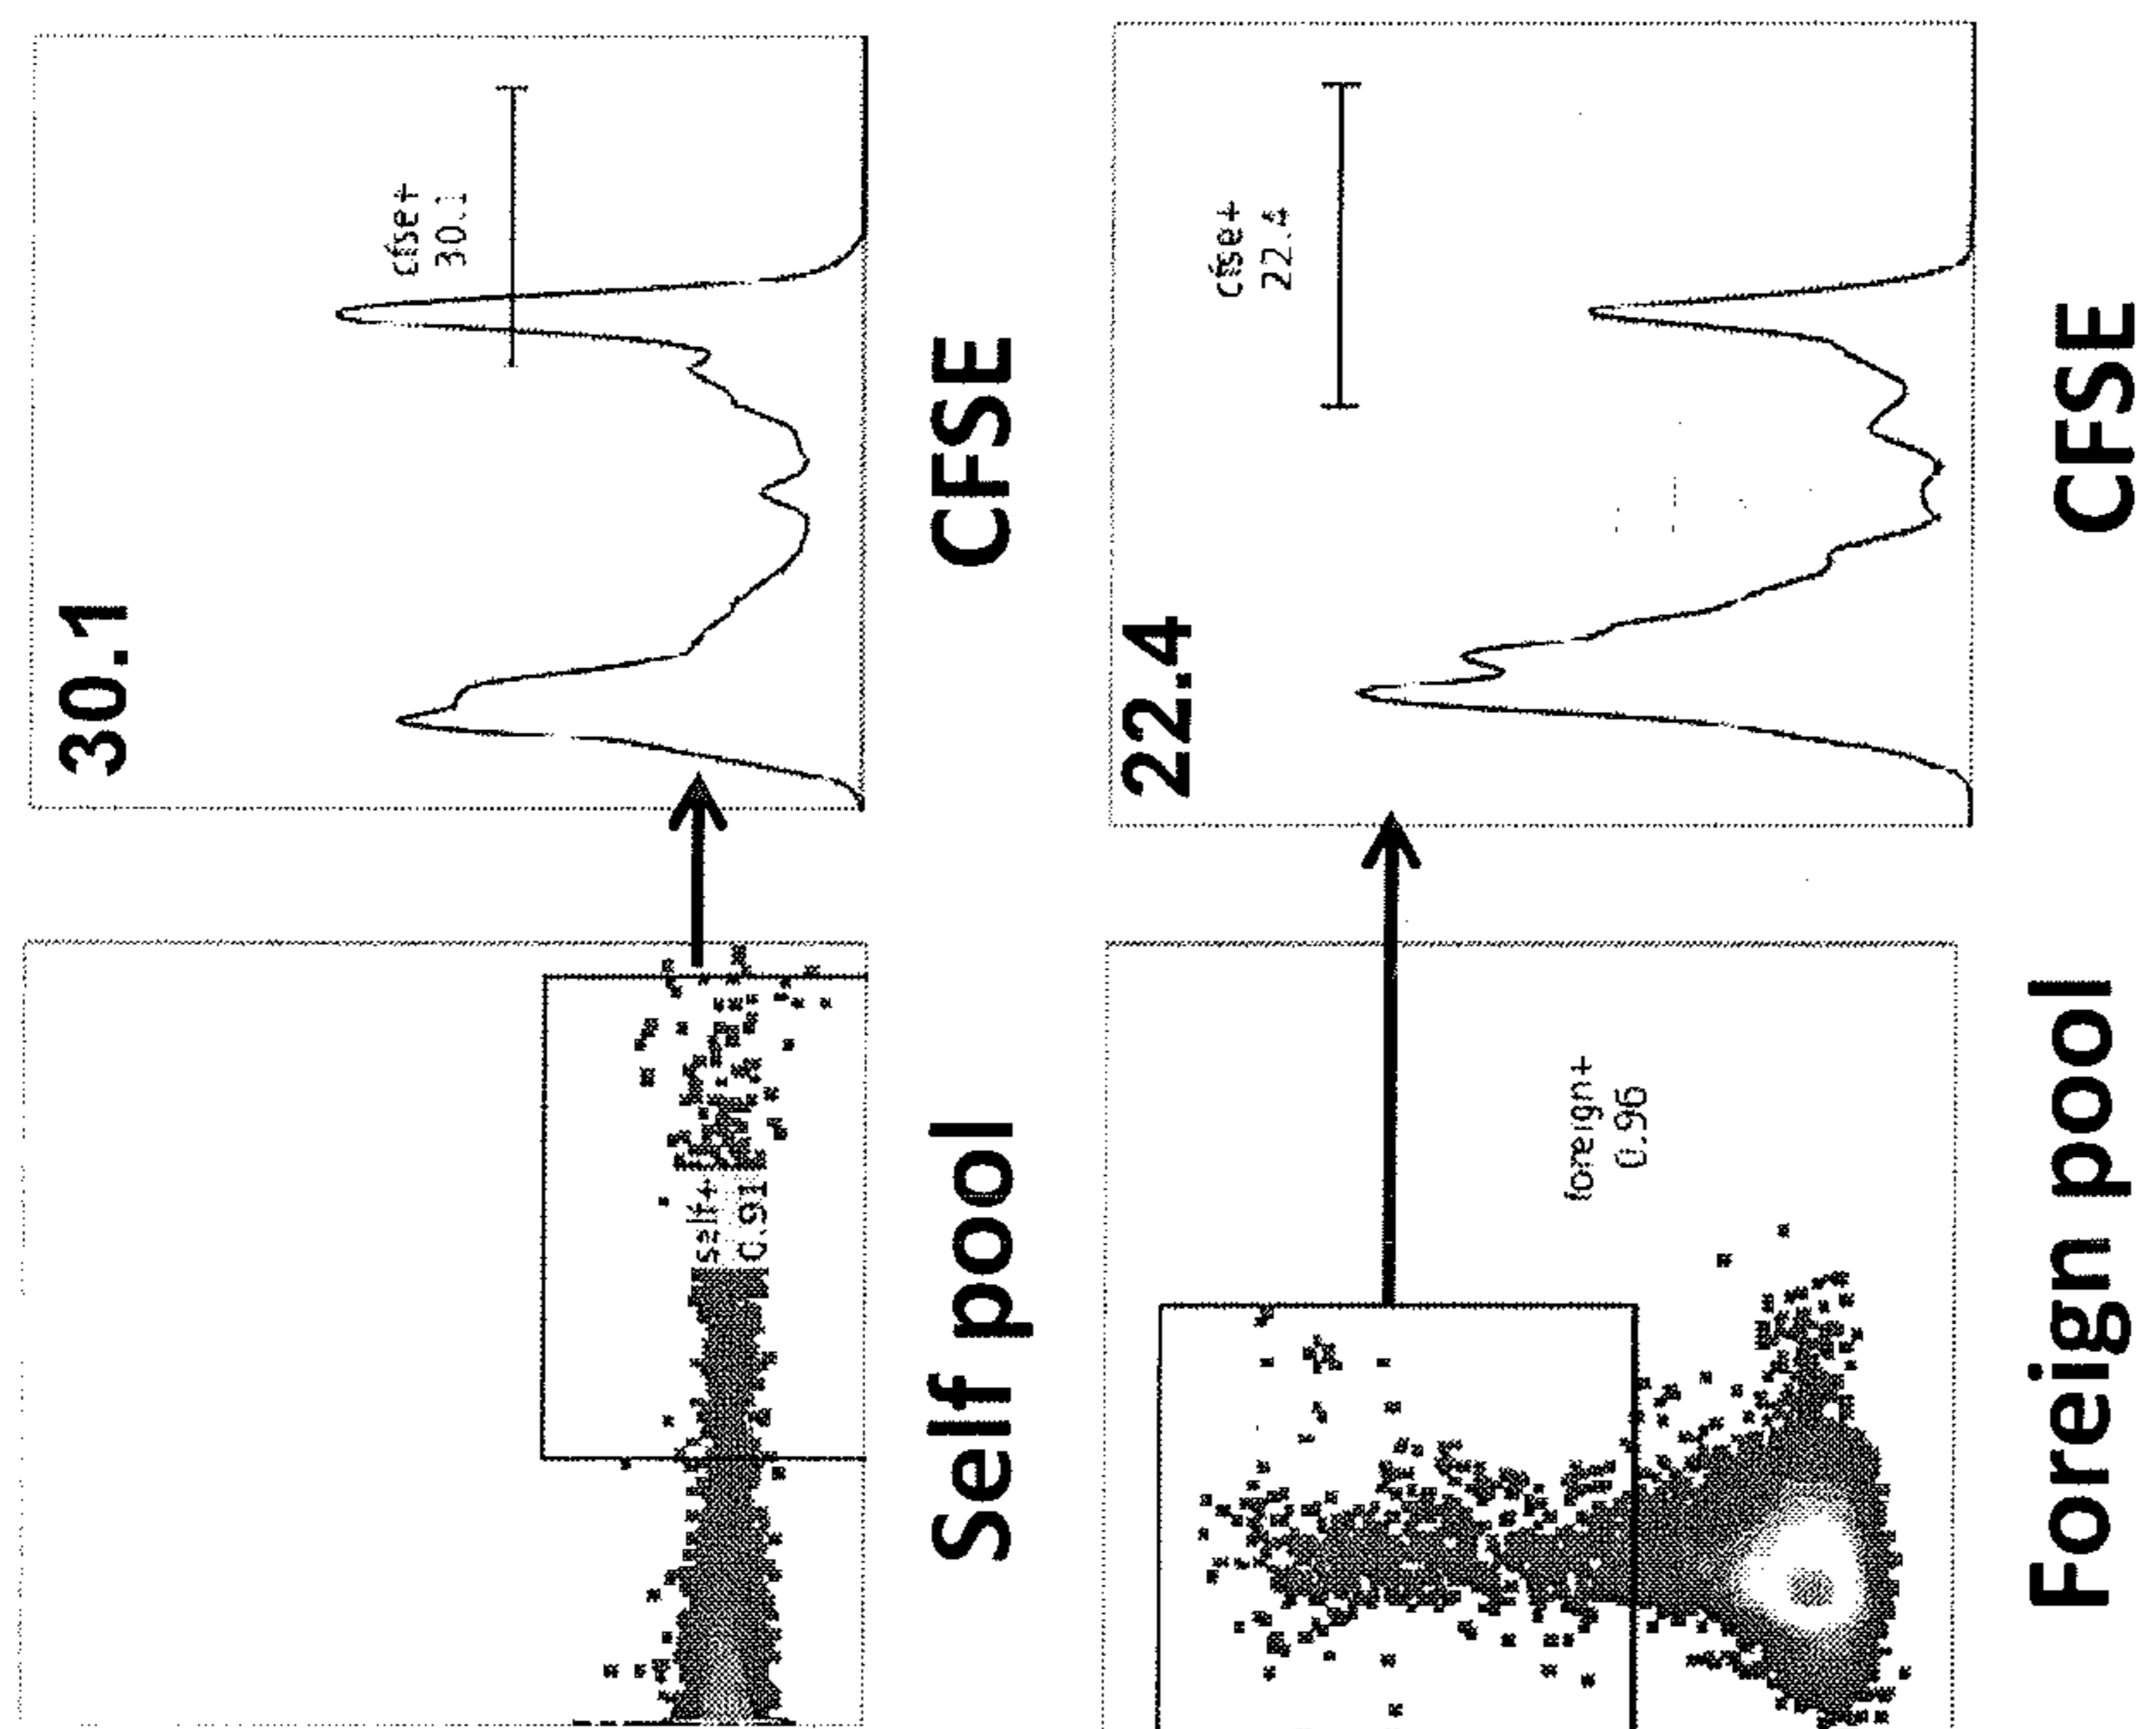 30.1
cfse+
30.1
self+
0.91
Self pool
CFSE
22.4
cfse+
22.4
foreign+
0.96
Foreign pool
CFSE